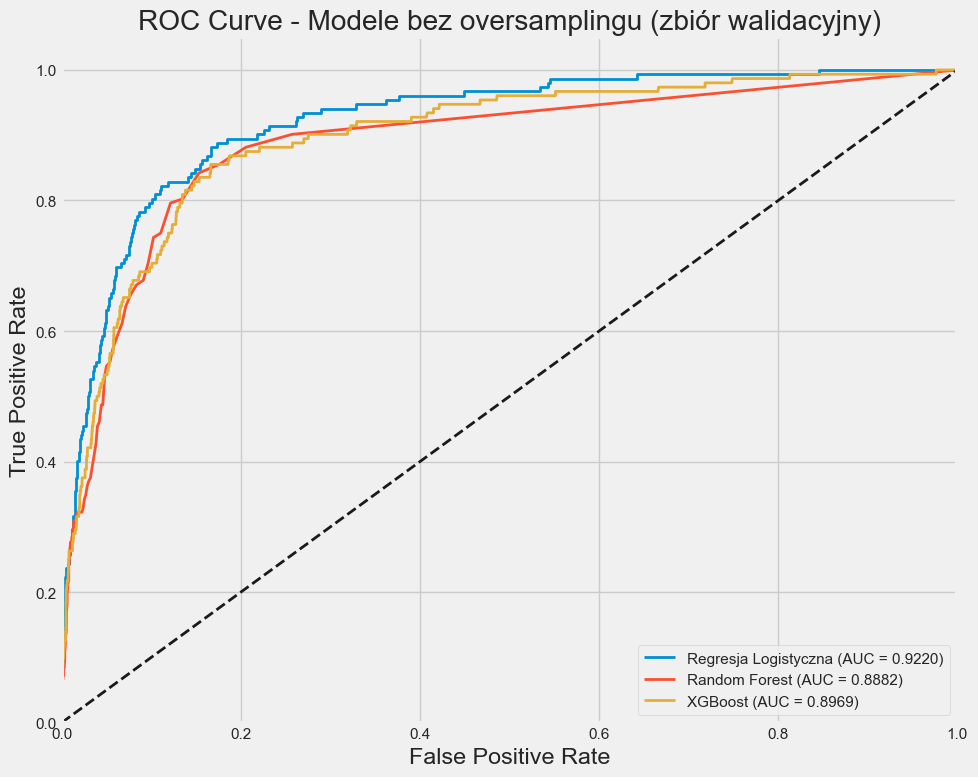 ROC Curve - Modele bez oversamplingu (zbiór walidacyjny)
True Positive Rate
1.0
0.8
0.6
0.4
0.2
0.0
0.0 0.2 0.4 0.6 0.8 1.0
False Positive Rate
Regresja Logistyczna (AUC = 0.9220)
Random Forest (AUC = 0.8882)
XGBoost (AUC = 0.8969)